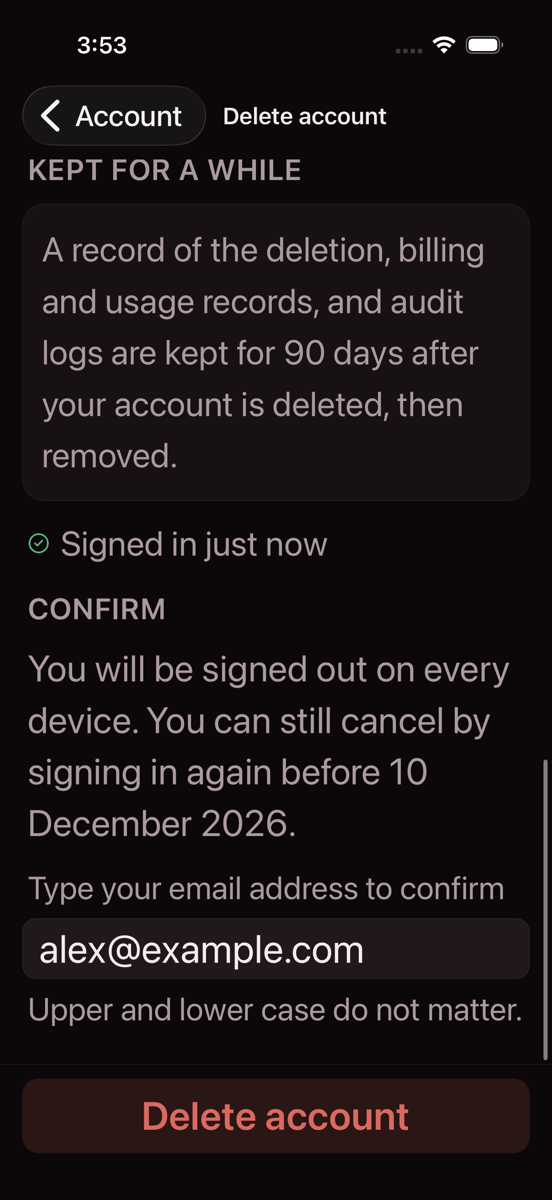 3:53
Account
Delete account
KEPT FOR A WHILE
A record of the deletion, billing
and usage records, and audit
logs are kept for 90 days after
your account is deleted, then
removed.
Signed in just now
CONFIRM
You will be signed out on every
device. You can still cancel by
signing in again before 10
December 2026.
Type your email address to confirm
alex@example.com
Upper and lower case do not matter.
Delete account